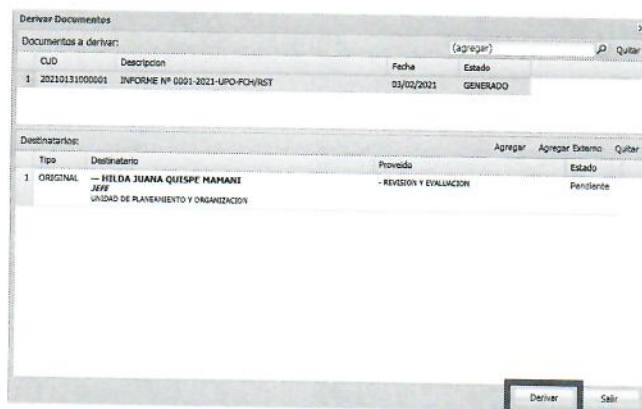 Derivar Documentos
Documentos a derivar: (agregar) Quitar
CUD Descripcion Fecha Estado
1 20210131000001 INFORME Nº 0001-2021-UPO-FCH/RST 03/02/2021 GENERADO
Destinatarios: Agregar Agregar Externo Quitar
Tipo Destinatario Proveido Estado
1 ORIGINAL — HILDA JUANA QUISPE MAMANI - REVISION Y EVALUACION Pendiente
JEFE
UNIDAD DE PLANEAMIENTO Y ORGANIZACION
Derivar Salir